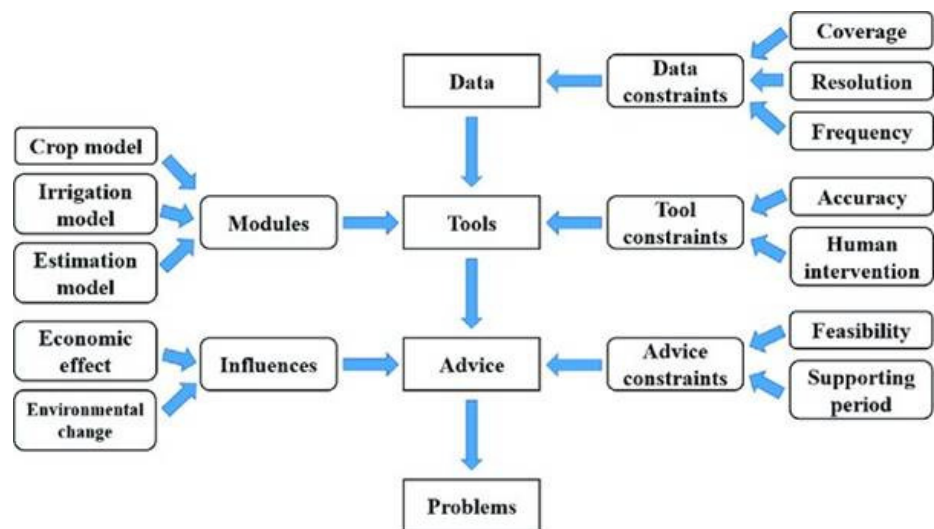 Coverage
Data
Data
constraints
Resolution
Frequency
Crop model
Irrigation
model
Modules
Tools
Tool
constraints
Accuracy
Human
intervention
Estimation
model
Economic
effect
Influences
Advice
Advice
constraints
Feasibility
Supporting
period
Environmental
change
Problems